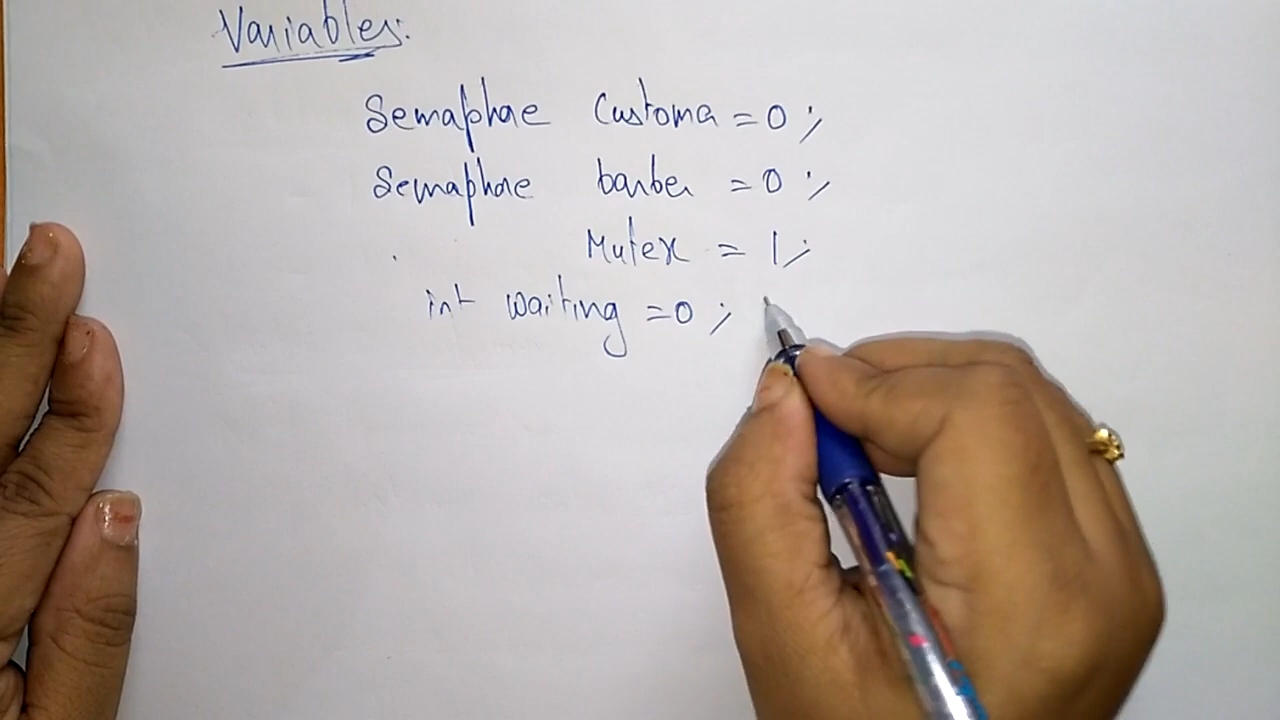 Variables:
Semaphore Customer = 0 ;
Semaphore barber = 0 ;
Mutex = 1 ;
int waiting = 0 ;